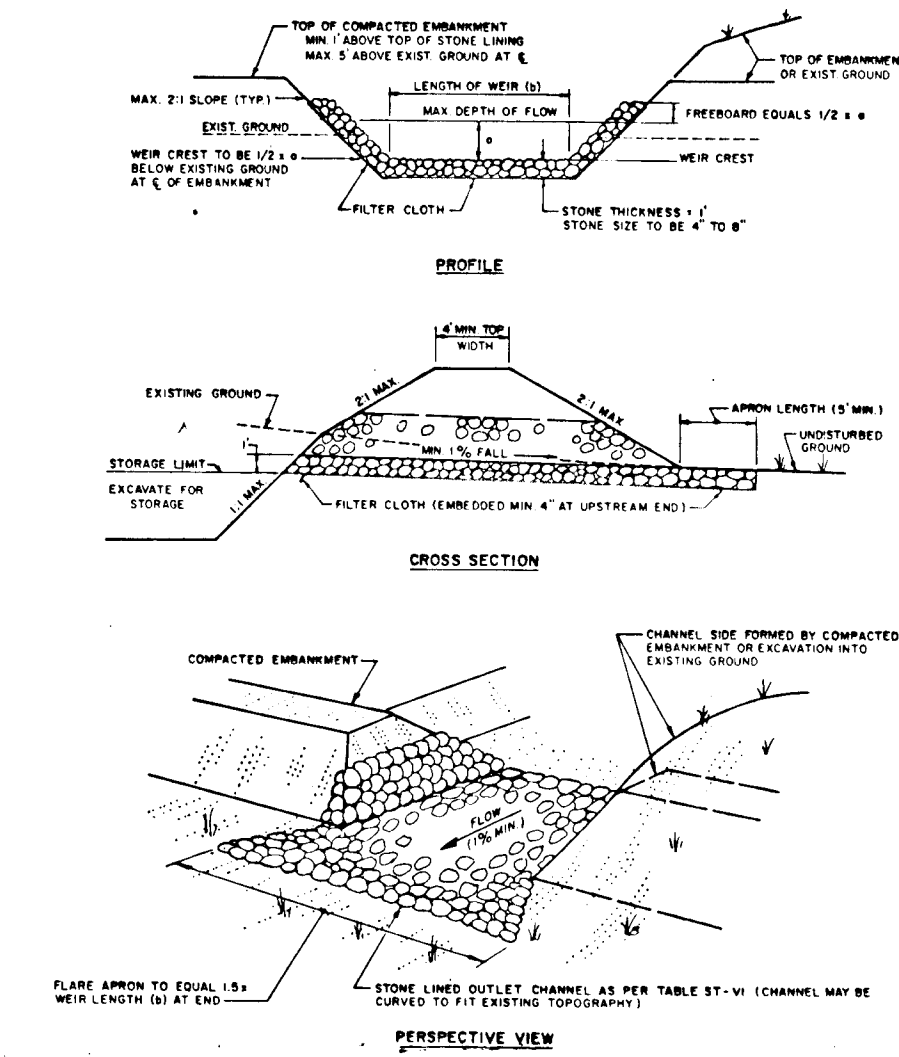 TOP OF COMPACTED EMBANKMENT
MIN. 1' ABOVE TOP OF STONE LINING
MAX. 5' ABOVE EXIST. GROUND AT ℄
TOP OF EMBANKMEN
OR EXIST. GROUND
LENGTH OF WEIR (b)
MAX. 2:1 SLOPE (TYP.)
MAX. DEPTH OF FLOW
FREEBOARD EQUALS 1/2 x a
EXIST. GROUND
a
WEIR CREST TO BE 1/2 x a
BELOW EXISTING GROUND
AT ℄ OF EMBANKMENT
WEIR CREST
FILTER CLOTH
STONE THICKNESS = 1'
STONE SIZE TO BE 4" TO 8"
PROFILE
4' MIN. TOP
WIDTH
EXISTING GROUND
2:1 MAX.
2:1 MAX.
APRON LENGTH (5' MIN.)
UNDISTURBED
GROUND
1'
MIN. 1% FALL
STORAGE LIMIT
EXCAVATE FOR
STORAGE
1:1 MAX.
FILTER CLOTH (EMBEDDED MIN. 4" AT UPSTREAM END)
CROSS SECTION
CHANNEL SIDE FORMED BY COMPACTED
EMBANKMENT OR EXCAVATION INTO
EXISTING GROUND
COMPACTED EMBANKMENT
FLOW
(1% MIN.)
FLARE APRON TO EQUAL 1.5 x
WEIR LENGTH (b) AT END
STONE LINED OUTLET CHANNEL AS PER TABLE ST-VI (CHANNEL MAY BE
CURVED TO FIT EXISTING TOPOGRAPHY)
PERSPECTIVE VIEW